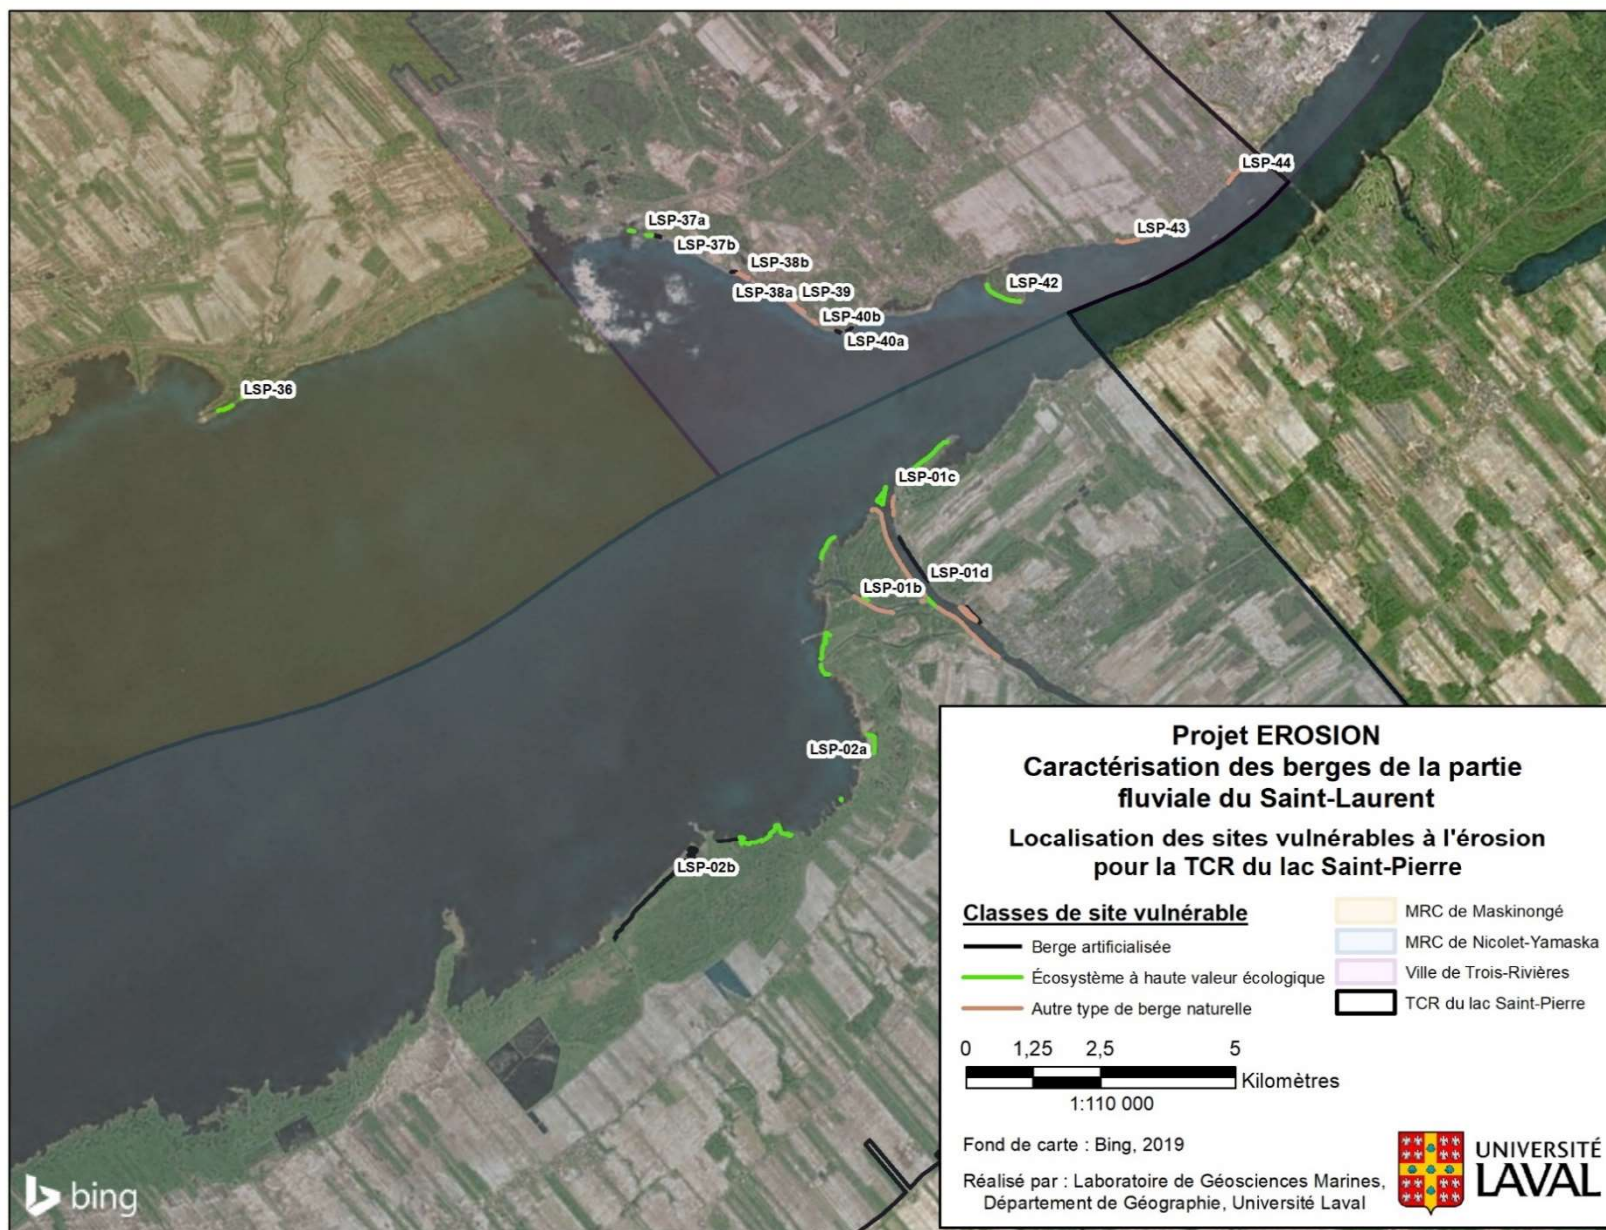 LSP-44
LSP-37a
LSP-43
LSP-37b
LSP-38b
LSP-42
LSP-38a
LSP-39
LSP-40b
LSP-40a
LSP-36
LSP-01c
LSP-01d
LSP-01b
LSP-02a
LSP-02b
Projet EROSION
Caractérisation des berges de la partie
fluviale du Saint-Laurent
Localisation des sites vulnérables à l'érosion
pour la TCR du lac Saint-Pierre
Classes de site vulnérable
Berge artificialisée
Écosystème à haute valeur écologique
Autre type de berge naturelle
MRC de Maskinongé
MRC de Nicolet-Yamaska
Ville de Trois-Rivières
TCR du lac Saint-Pierre
0 1,25 2,5 5
Kilomètres
1:110 000
Fond de carte : Bing, 2019
Réalisé par : Laboratoire de Géosciences Marines,
Département de Géographie, Université Laval
UNIVERSITÉ
LAVAL
bing